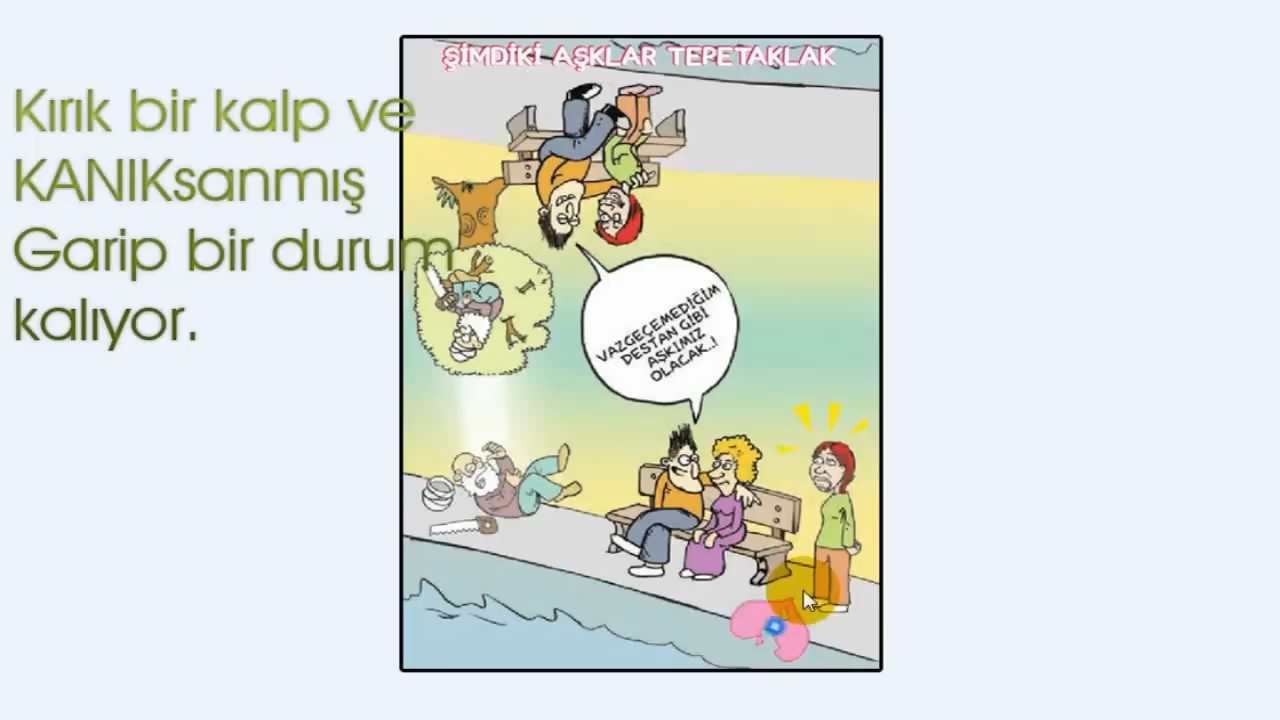 ŞİMDİKİ AŞKLAR TEPETAKLAK
Kırık bir kalp ve
KANIKsanmış
Garip bir durum
kalıyor.
VAZGEÇEMEDİĞİM
DESTAN GİBİ
AŞKIMIZ
OLACAK..!